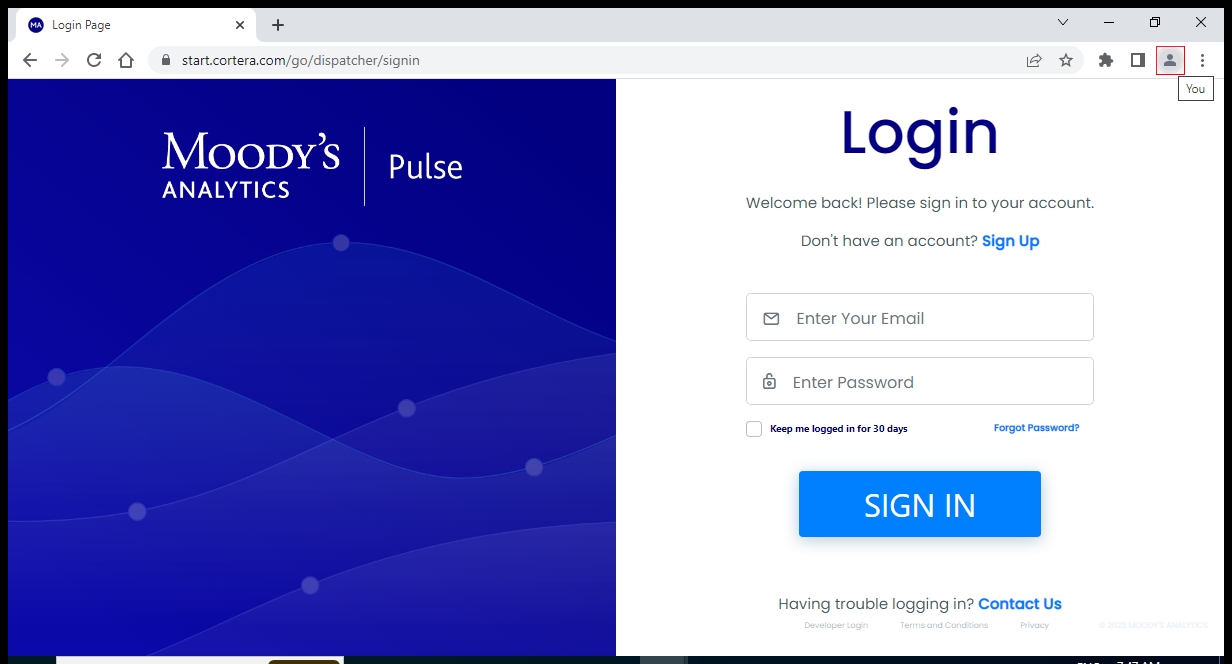 MA Login Page
start.cortera.com/go/dispatcher/signin
You
MOODY'S
ANALYTICS
Pulse
Login
Welcome back! Please sign in to your account.
Don't have an account? Sign Up
Enter Your Email
Enter Password
Keep me logged in for 30 days
Forgot Password?
SIGN IN
Having trouble logging in? Contact Us
Developer Login Terms and Conditions Privacy © 2023 MOODY'S ANALYTICS